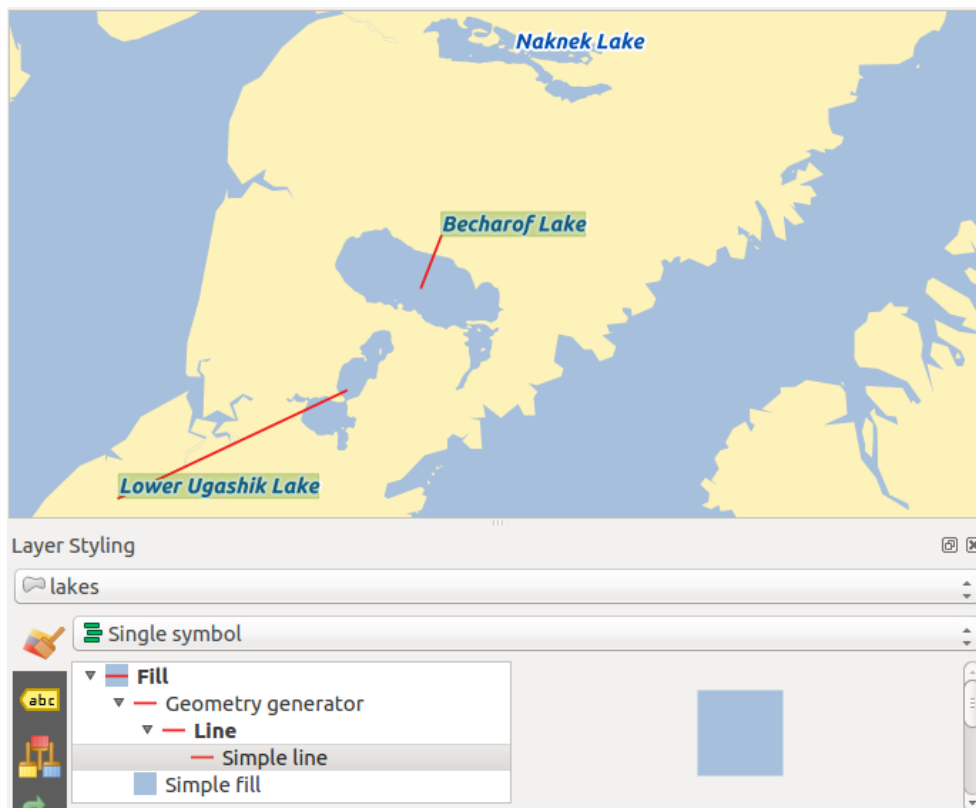 Naknek Lake
Becharof Lake
Lower Ugashik Lake
Layer Styling
lakes
Single symbol
abc
Fill
Geometry generator
Line
Simple line
Simple fill